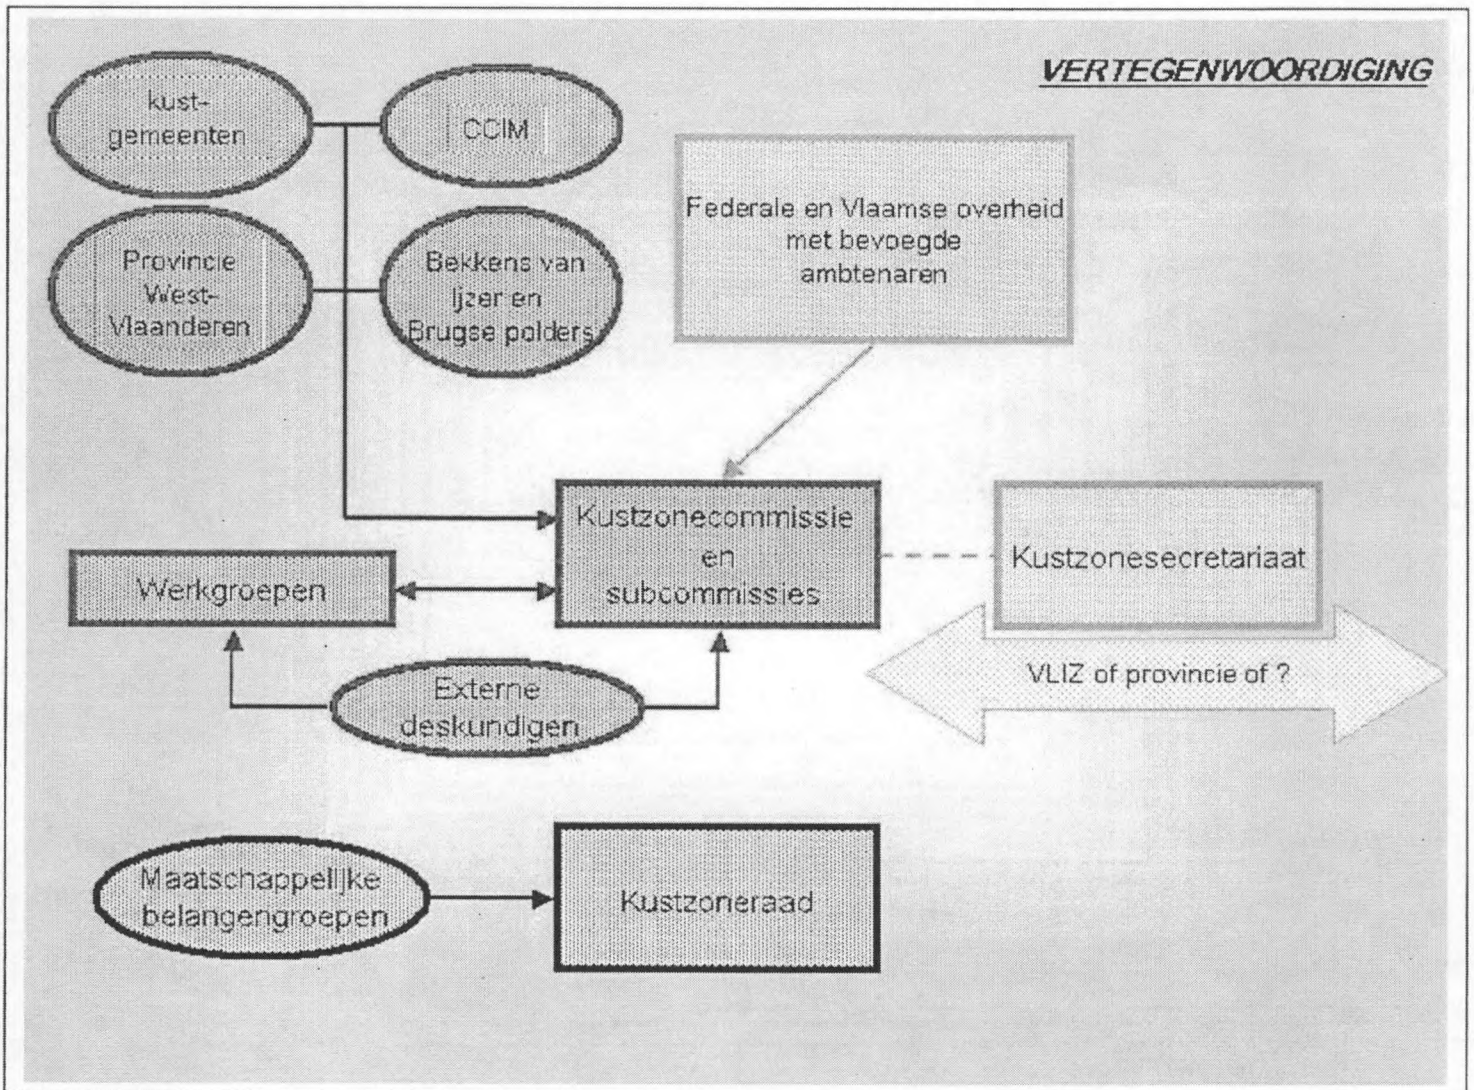 VERTEGENWOORDIGING
kust-
gemeenten
CCIM
Provincie
West-
Vlaanderen
Bekkens van
Ijzer en
Brugse polders
Federale en Vlaamse overheid
met bevoegde
ambtenaren
Kustzonecommissie
en
subcommissies
Kustzonesecretariaat
Werkgroepen
VLIZ of provincie of ?
Externe
deskundigen
Maatschappelijke
belangengroepen
Kustzoneraad